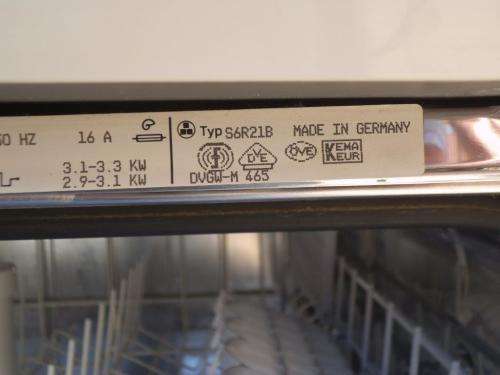 50 HZ 16 A
3.1-3.3 KW
2.9-3.1 KW
Typ S6R21B MADE IN GERMANY
VDE ÖVE KEMA KEUR
DVGW-M 465